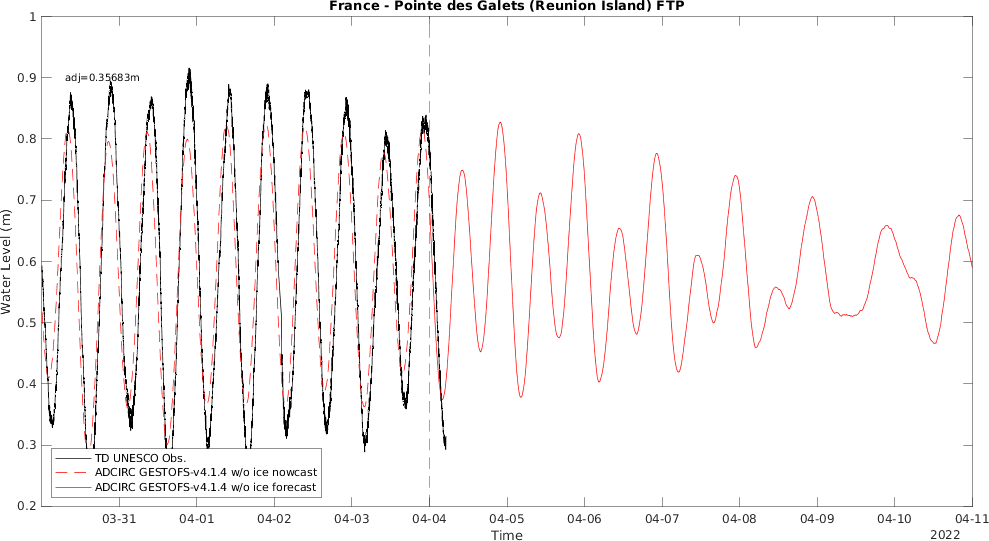 France - Pointe des Galets (Reunion Island) FTP
1
0.9
0.8
0.7
0.6
0.5
0.4
0.3
0.2
Water Level (m)
adj=0.35683m
TD UNESCO Obs.
ADCIRC GESTOFS-v4.1.4 w/o ice nowcast
ADCIRC GESTOFS-v4.1.4 w/o ice forecast
03-31 04-01 04-02 04-03 04-04 04-05 04-06 04-07 04-08 04-09 04-10 04-11
Time
2022